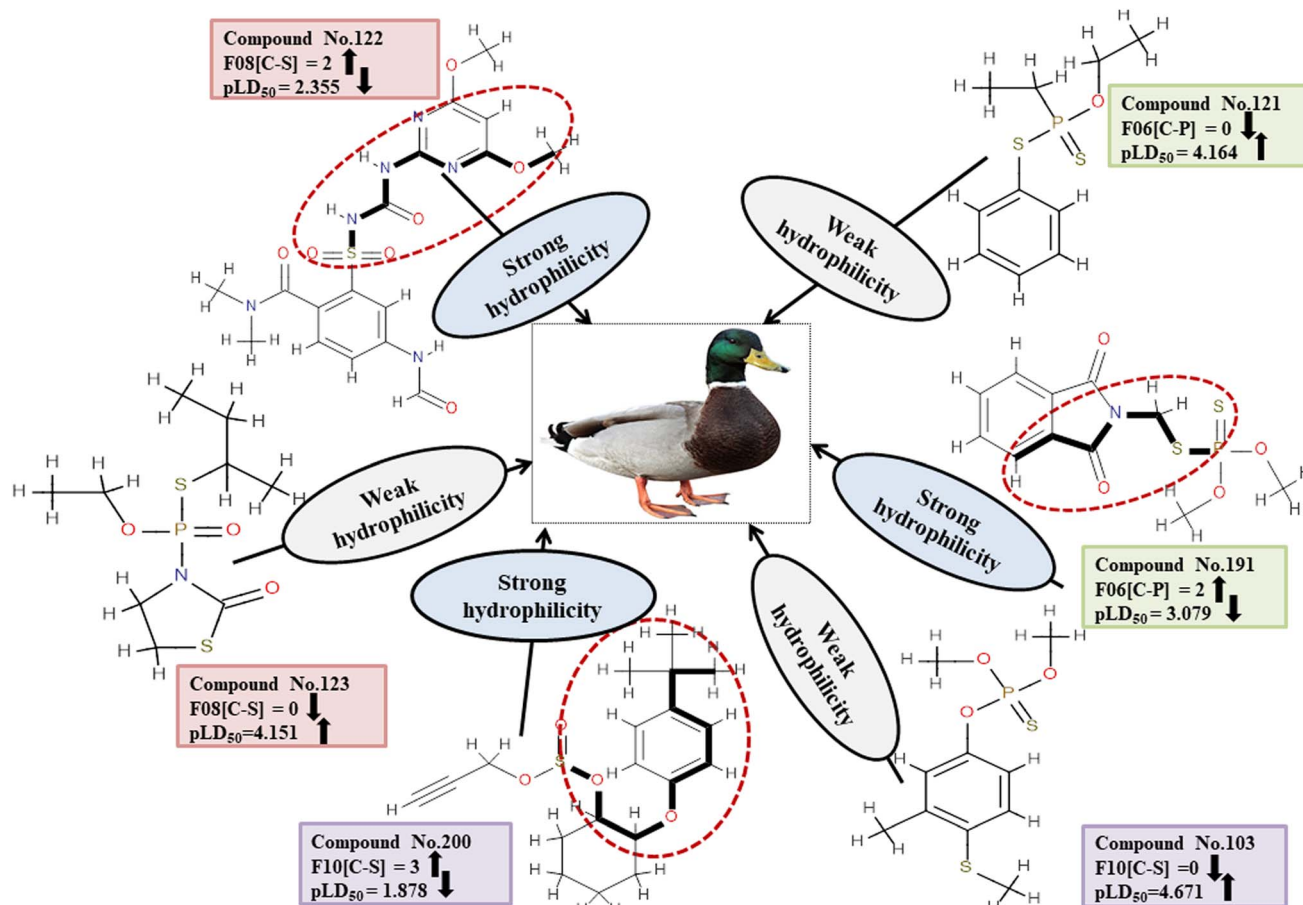 Compound No.122
F08[C-S] = 2
pLD50 = 2.355
Compound No.121
F06[C-P] = 0
pLD50 = 4.164
Strong
hydrophilicity
Weak
hydrophilicity
Weak
hydrophilicity
Strong
hydrophilicity
Strong
hydrophilicity
Weak
hydrophilicity
Compound No.191
F06[C-P] = 2
pLD50 = 3.079
Compound No.123
F08[C-S] = 0
pLD50=4.151
Compound No.200
F10[C-S] = 3
pLD50 = 1.878
Compound No.103
F10[C-S] =0
pLD50=4.671